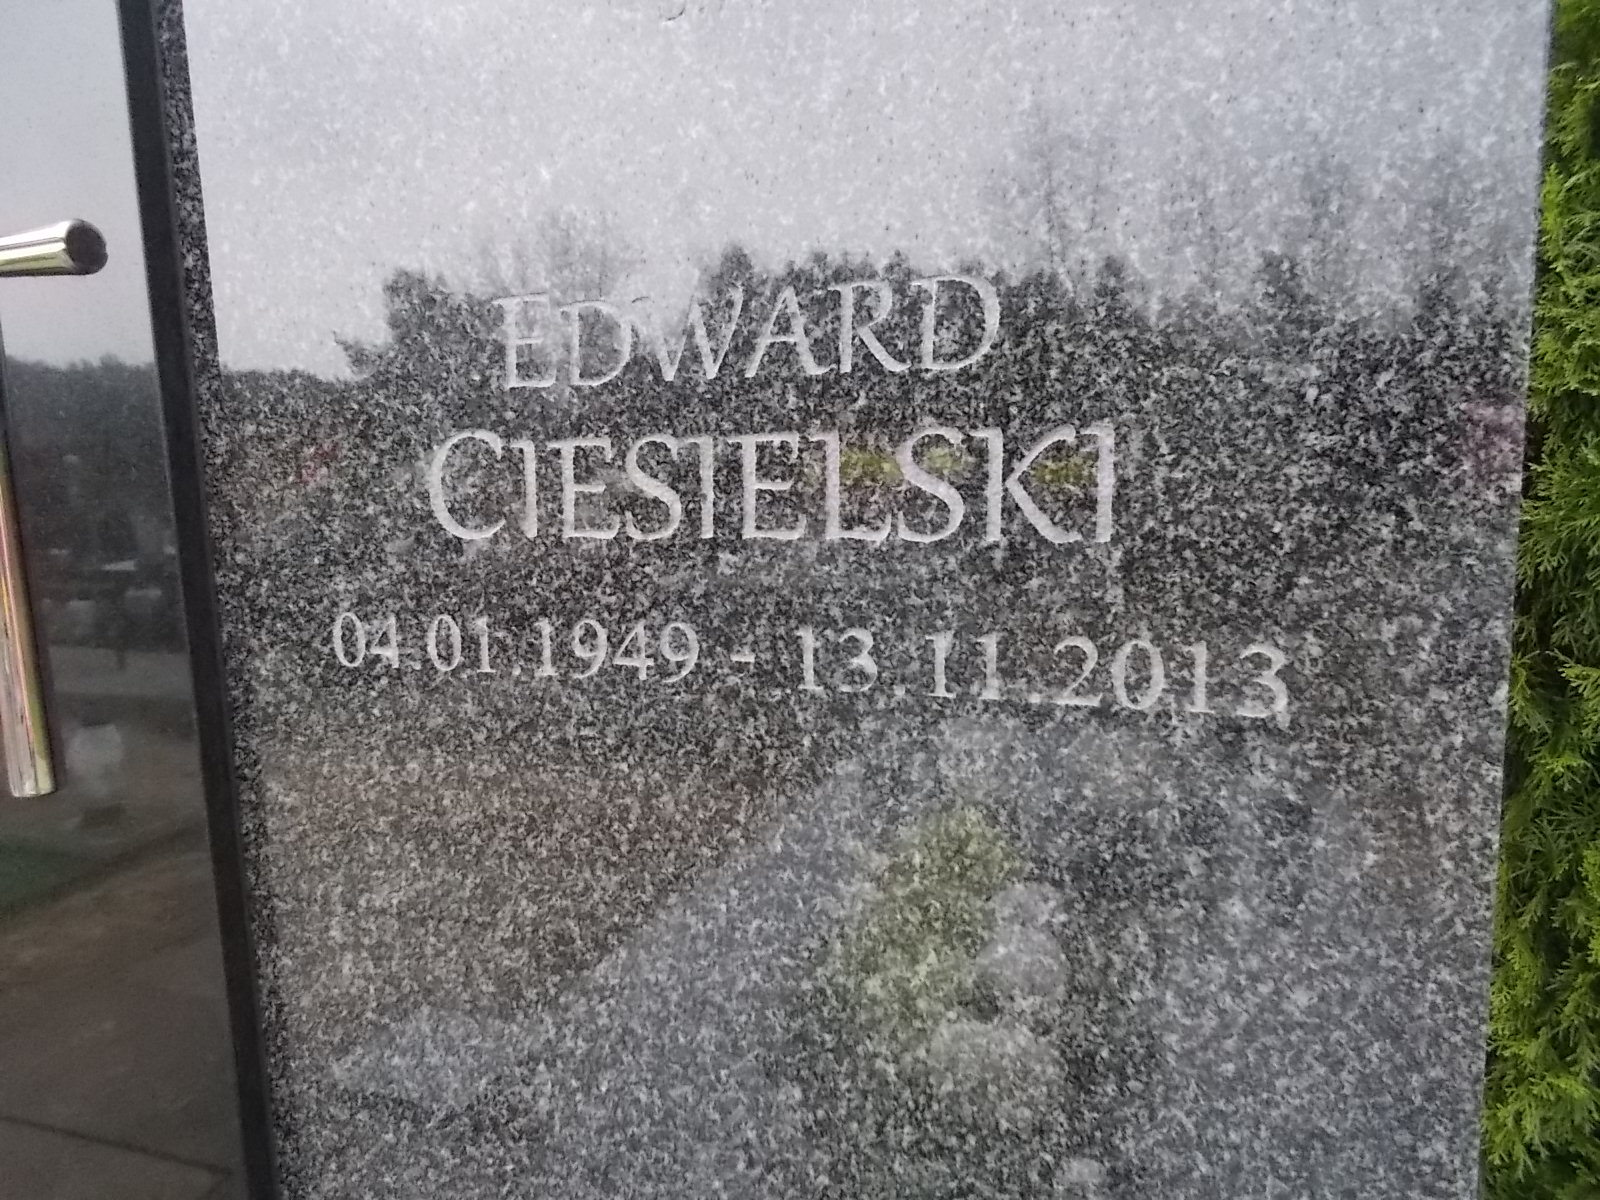 EDWARD
CIESIELSKI
04.01.1949 - 13.11.2013